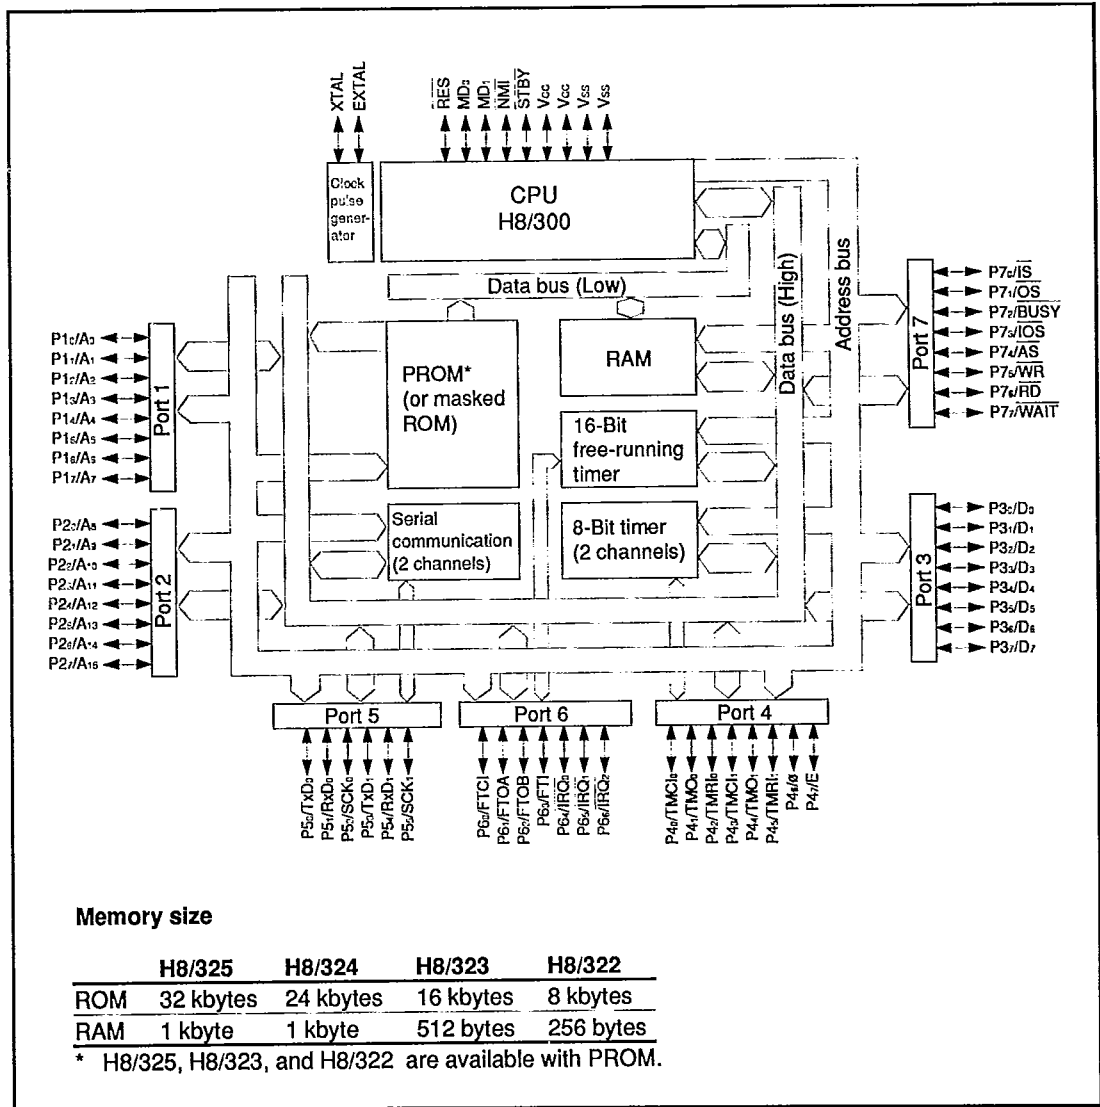 XTAL
EXTAL
RES
MD₀
MD₁
NMI
STBY
Vcc
Vcc
Vss
Vss
Clock
pulse
gener-
ator
CPU
H8/300
Data bus (Low)
Data bus (High)
Address bus
PROM*
(or masked
ROM)
RAM
16-Bit
free-running
timer
Serial
communication
(2 channels)
8-Bit timer
(2 channels)
P1₀/A₀
P1₁/A₁
P1₂/A₂
P1₃/A₃
P1₄/A₄
P1₅/A₅
P1₆/A₆
P1₇/A₇
Port 1
P2₀/A₈
P2₁/A₉
P2₂/A₁₀
P2₃/A₁₁
P2₄/A₁₂
P2₅/A₁₃
P2₆/A₁₄
P2₇/A₁₅
Port 2
Port 7
P7₀/IS
P7₁/OS
P7₂/BUSY
P7₃/IOS
P7₄/AS
P7₅/WR
P7₆/RD
P7₇/WAIT
Port 3
P3₀/D₀
P3₁/D₁
P3₂/D₂
P3₃/D₃
P3₄/D₄
P3₅/D₅
P3₆/D₆
P3₇/D₇
Port 5
Port 6
Port 4
P5₀/TxD₀
P5₁/RxD₀
P5₂/SCK₀
P5₃/TxD₁
P5₄/RxD₁
P5₅/SCK₁
P6₀/FTCI
P6₁/FTOA
P6₂/FTOB
P6₃/FTI
P6₄/IRQ₀
P6₅/IRQ₁
P6₆/IRQ₂
P4₀/TMCI₀
P4₁/TMO₀
P4₂/TMRI₀
P4₃/TMCI₁
P4₄/TMO₁
P4₅/TMRI₁
P4₆/ø
P4₇/E
Memory size
H8/325 H8/324 H8/323 H8/322
ROM 32 kbytes 24 kbytes 16 kbytes 8 kbytes
RAM 1 kbyte 1 kbyte 512 bytes 256 bytes
* H8/325, H8/323, and H8/322 are available with PROM.